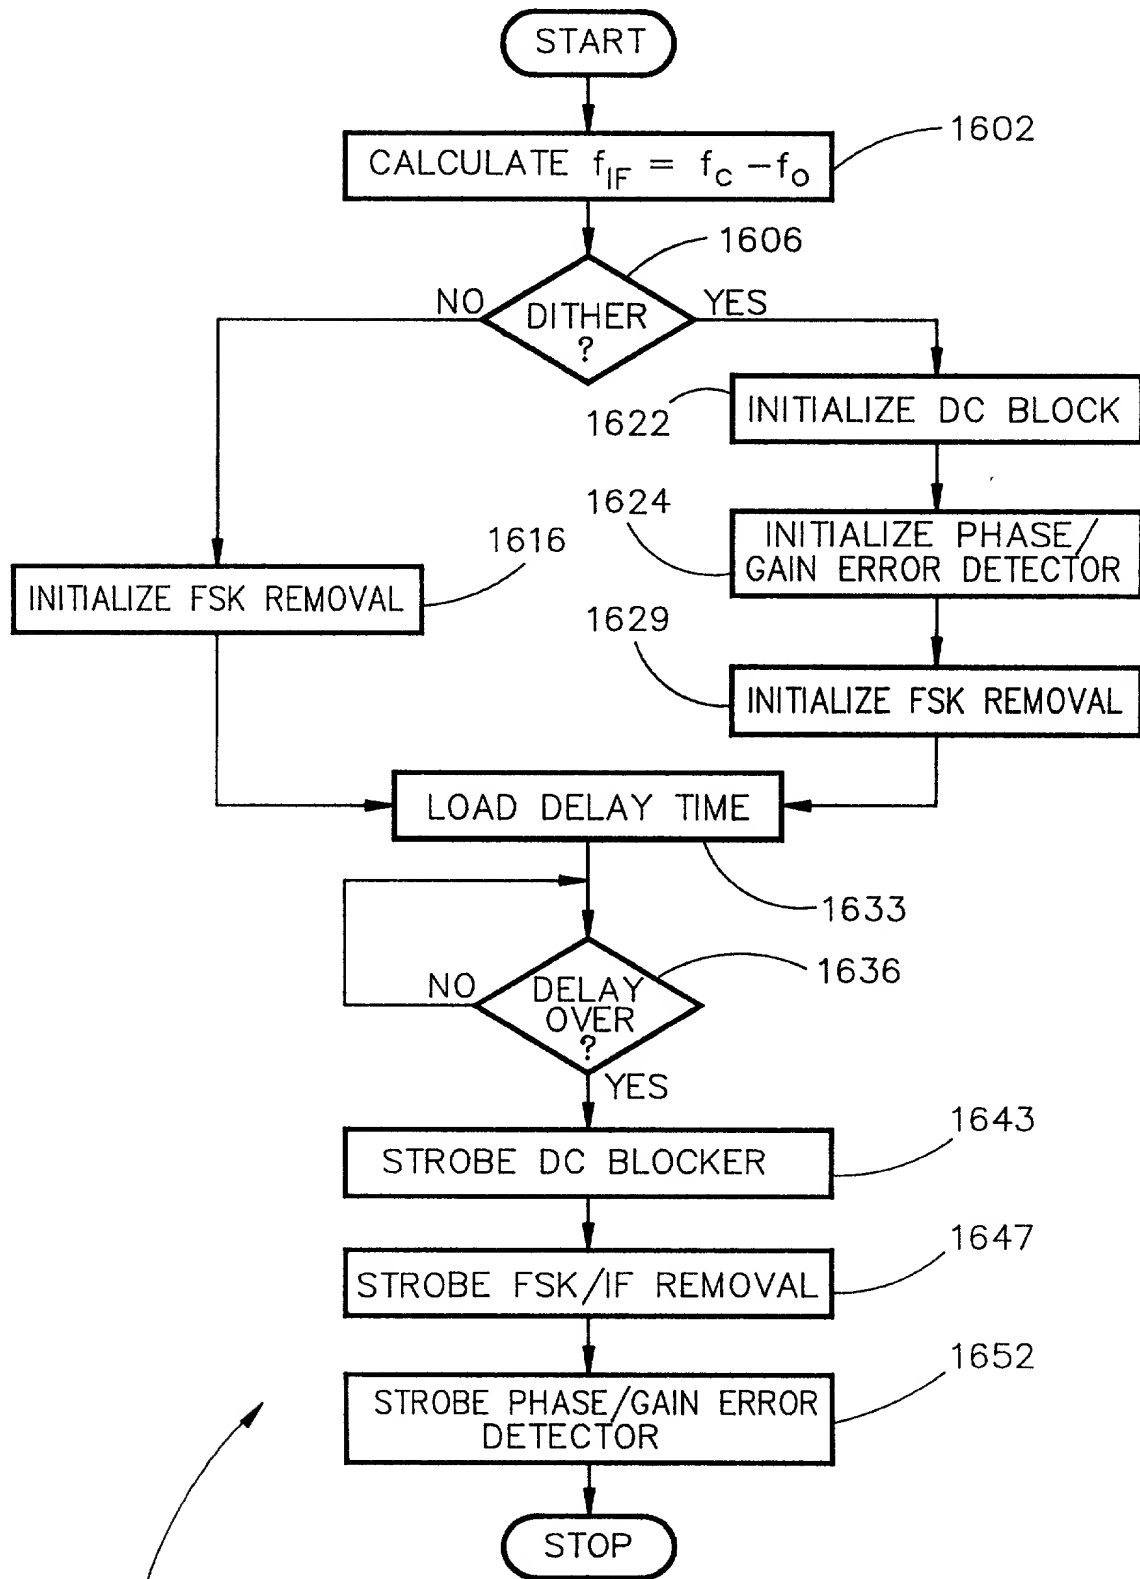 START
1602
CALCULATE f_IF = f_c - f_o
1606
NO
YES
DITHER
?
1622
INITIALIZE DC BLOCK
1624
INITIALIZE PHASE/
GAIN ERROR DETECTOR
1616
INITIALIZE FSK REMOVAL
1629
INITIALIZE FSK REMOVAL
LOAD DELAY TIME
1633
1636
NO
DELAY
OVER
?
YES
1643
STROBE DC BLOCKER
1647
STROBE FSK/IF REMOVAL
1652
STROBE PHASE/GAIN ERROR
DETECTOR
STOP